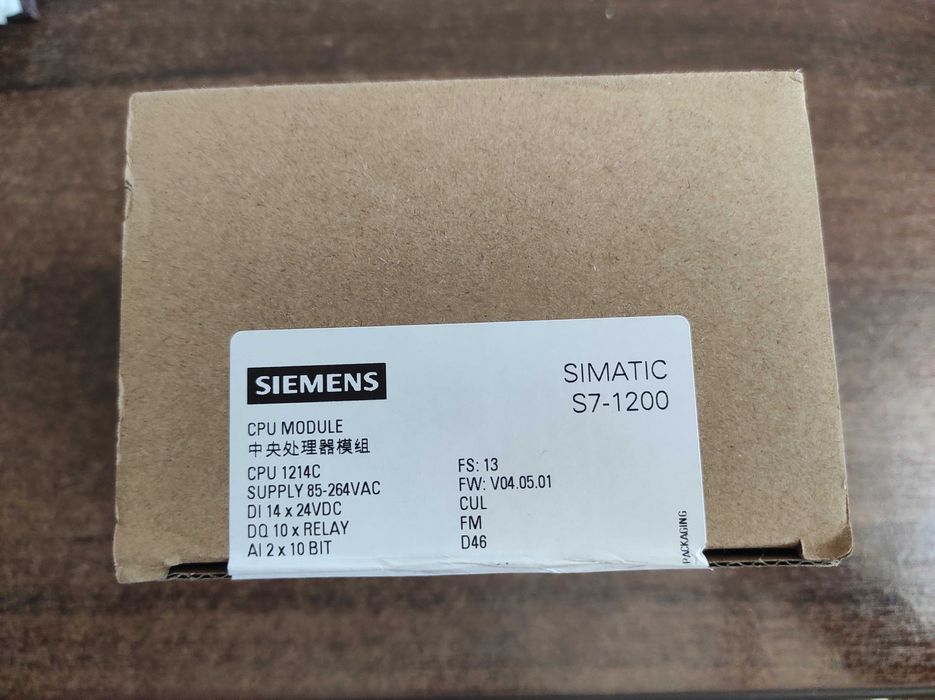 SIEMENS
SIMATIC
S7-1200
CPU MODULE
中央处理器模组
CPU 1214C
SUPPLY 85-264VAC
DI 14 x 24VDC
DQ 10 x RELAY
AI 2 x 10 BIT
FS: 13
FW: V04.05.01
CUL
FM
D46
PACKAGING